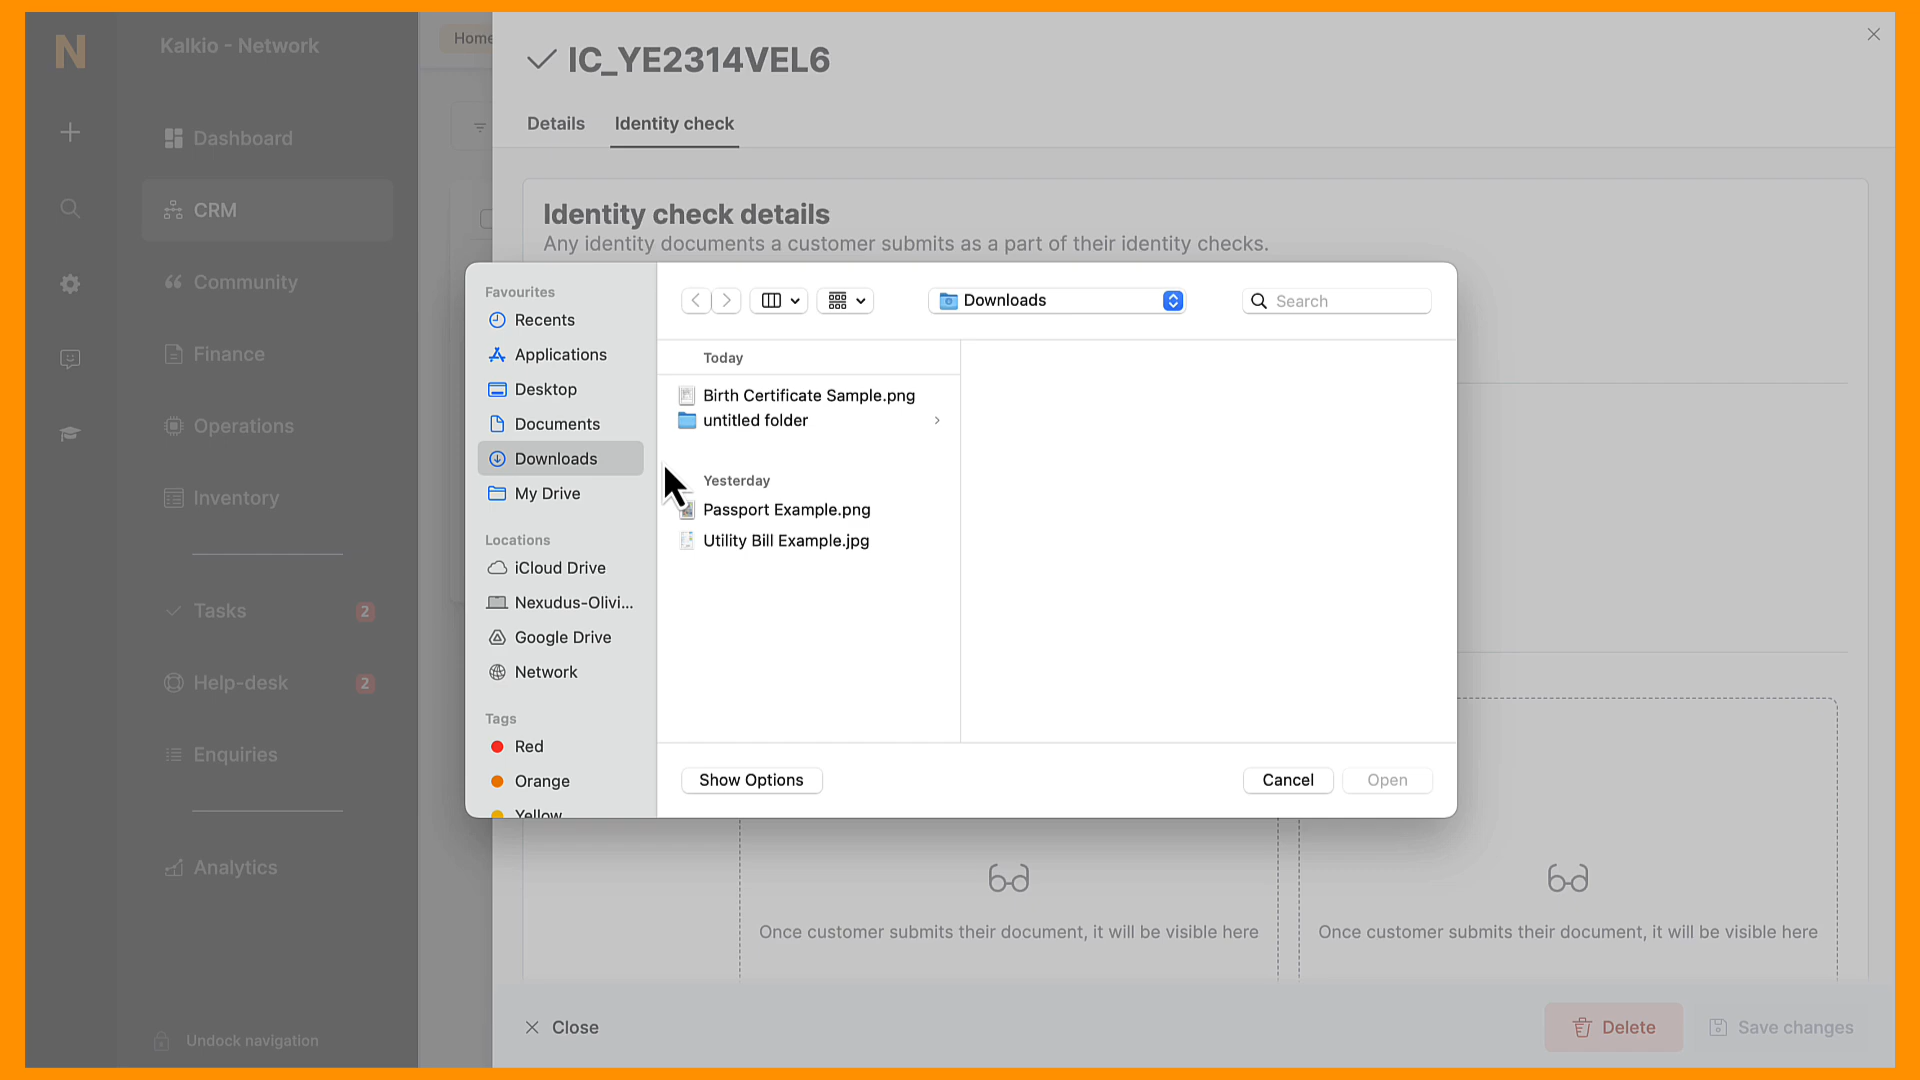 N
Kalkio - Network
Dashboard
CRM
Community
Finance
Operations
Inventory
Tasks 2
Help-desk 2
Enquiries
Analytics
Undock navigation
Home
IC_YE2314VEL6
Details Identity check
Identity check details
Any identity documents a customer submits as a part of their identity checks.
Favourites
Recents
Applications
Desktop
Documents
Downloads
My Drive
Locations
iCloud Drive
Nexudus-Olivi...
Google Drive
Network
Tags
Red
Orange
Yellow
Downloads
Search
Today
Birth Certificate Sample.png
untitled folder
Yesterday
Passport Example.png
Utility Bill Example.jpg
Show Options
Cancel
Open
Once customer submits their document, it will be visible here
Once customer submits their document, it will be visible here
Close
Delete
Save changes